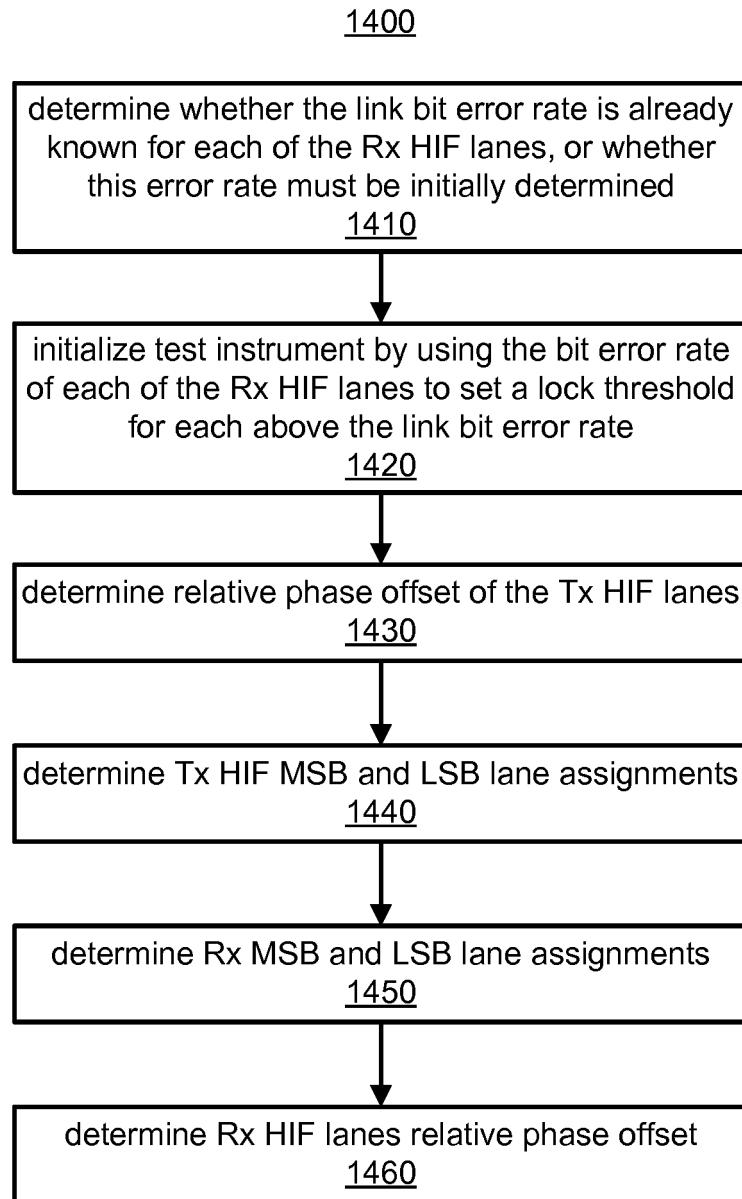 1400
determine whether the link bit error rate is already
known for each of the Rx HIF lanes, or whether
this error rate must be initially determined
1410
initialize test instrument by using the bit error rate
of each of the Rx HIF lanes to set a lock threshold
for each above the link bit error rate
1420
determine relative phase offset of the Tx HIF lanes
1430
determine Tx HIF MSB and LSB lane assignments
1440
determine Rx MSB and LSB lane assignments
1450
determine Rx HIF lanes relative phase offset
1460